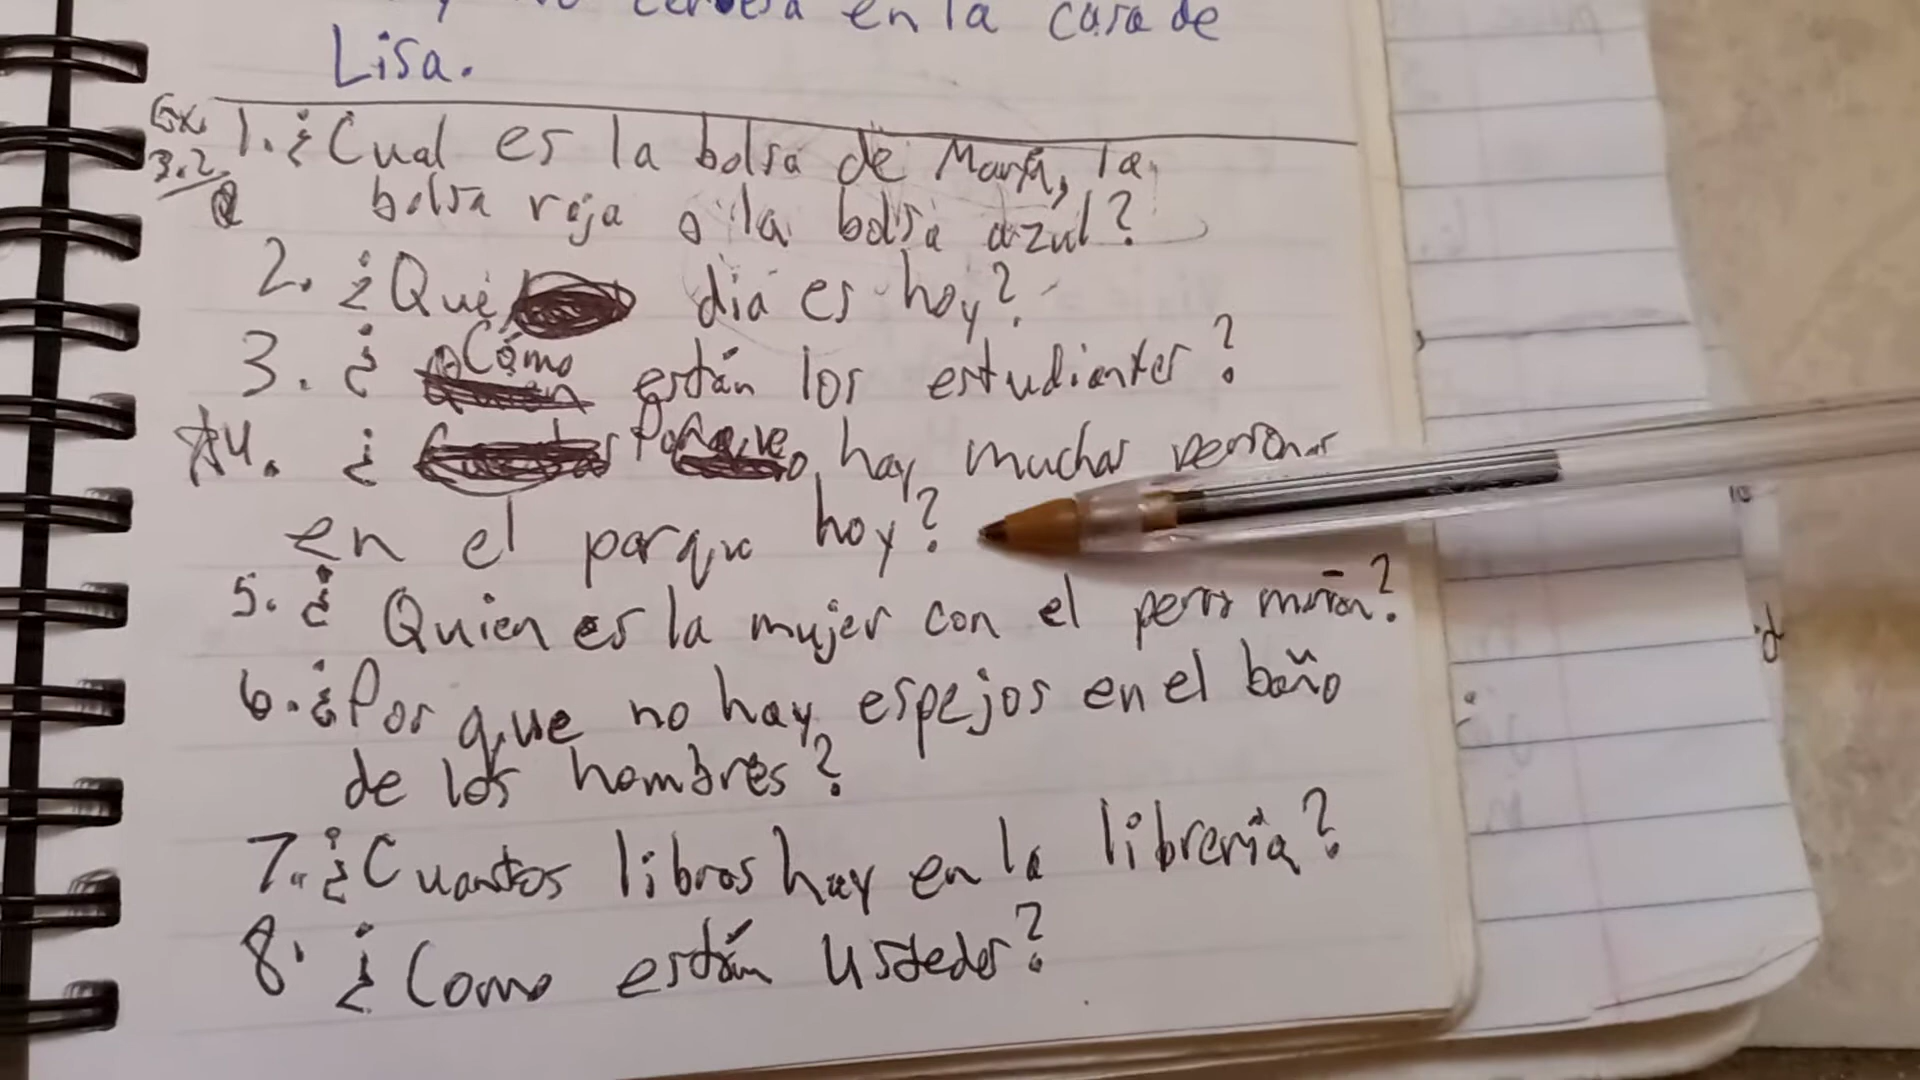 en la casa de
Lisa.
Ex. 1. ¿Cual es la bolsa de María, la
3.2 bolsa roja o la bolsa azul?
2. ¿Qué día es hoy?
3. ¿Cómo están los estudiantes?
4. ¿Por que hay muchas personas
en el parque hoy?
5. ¿Quien es la mujer con el perro
6. ¿Por que no hay espejos en el baño
de los hombres?
7. ¿Cuantos libros hay en la librería?
8. ¿Como están ustedes?